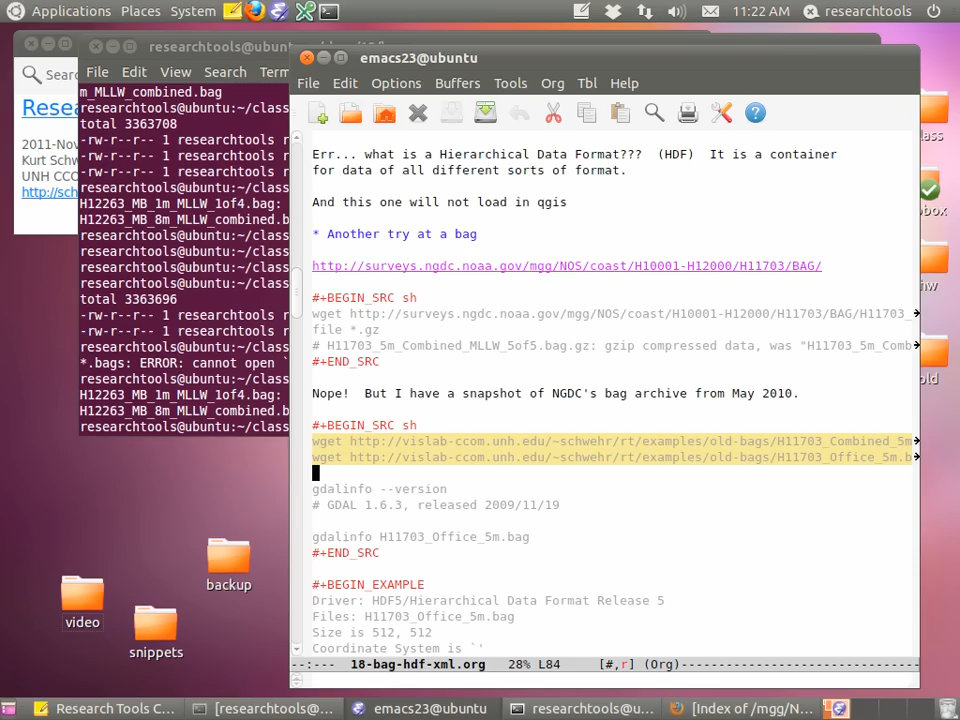 Applications Places System
11:22 AM researchtools
researchtools@ubuntu:
emacs23@ubuntu
File Edit View Search
File Edit Options Buffers Tools Org Tbl Help
Resea
2011-Nov
Kurt Schw
UNH CCO
http://sch
m_MLLW_combined.bag
researchtools@ubuntu:~/class
total 3363708
-rw-r--r-- 1 researchtools r
-rw-r--r-- 1 researchtools r
-rw-r--r-- 1 researchtools r
researchtools@ubuntu:~/class
H12263_MB_1m_MLLW_1of4.bag:
H12263_MB_8m_MLLW_combined.b
researchtools@ubuntu:~/class
researchtools@ubuntu:~/class
researchtools@ubuntu:~/class
researchtools@ubuntu:~/class
total 3363696
-rw-r--r-- 1 researchtools r
-rw-r--r-- 1 researchtools r
researchtools@ubuntu:~/class
*.bags: ERROR: cannot open `
researchtools@ubuntu:~/class
H12263_MB_1m_MLLW_1of4.bag:
H12263_MB_8m_MLLW_combined.b
researchtools@ubuntu:~/class
Err... what is a Hierarchical Data Format??? (HDF) It is a container
for data of all different sorts of format.
And this one will not load in qgis
* Another try at a bag
http://surveys.ngdc.noaa.gov/mgg/NOS/coast/H10001-H12000/H11703/BAG/
#+BEGIN_SRC sh
wget http://surveys.ngdc.noaa.gov/mgg/NOS/coast/H10001-H12000/H11703/BAG/H11703_
file *.gz
# H11703_5m_Combined_MLLW_5of5.bag.gz: gzip compressed data, was "H11703_5m_Comb
#+END_SRC
Nope! But I have a snapshot of NGDC's bag archive from May 2010.
#+BEGIN_SRC sh
wget http://vislab-ccom.unh.edu/~schwehr/rt/examples/old-bags/H11703_Combined_5m
wget http://vislab-ccom.unh.edu/~schwehr/rt/examples/old-bags/H11703_Office_5m.b
gdalinfo --version
# GDAL 1.6.3, released 2009/11/19
gdalinfo H11703_Office_5m.bag
#+END_SRC
#+BEGIN_EXAMPLE
Driver: HDF5/Hierarchical Data Format Release 5
Files: H11703_Office_5m.bag
Size is 512, 512
Coordinate System is `'
--:--- 18-bag-hdf-xml.org 28% L84 [#,r] (Org)
backup
video
snippets
Research Tools C...
[researchtools@...
emacs23@ubuntu
researchtools@u...
[Index of /mgg/N...